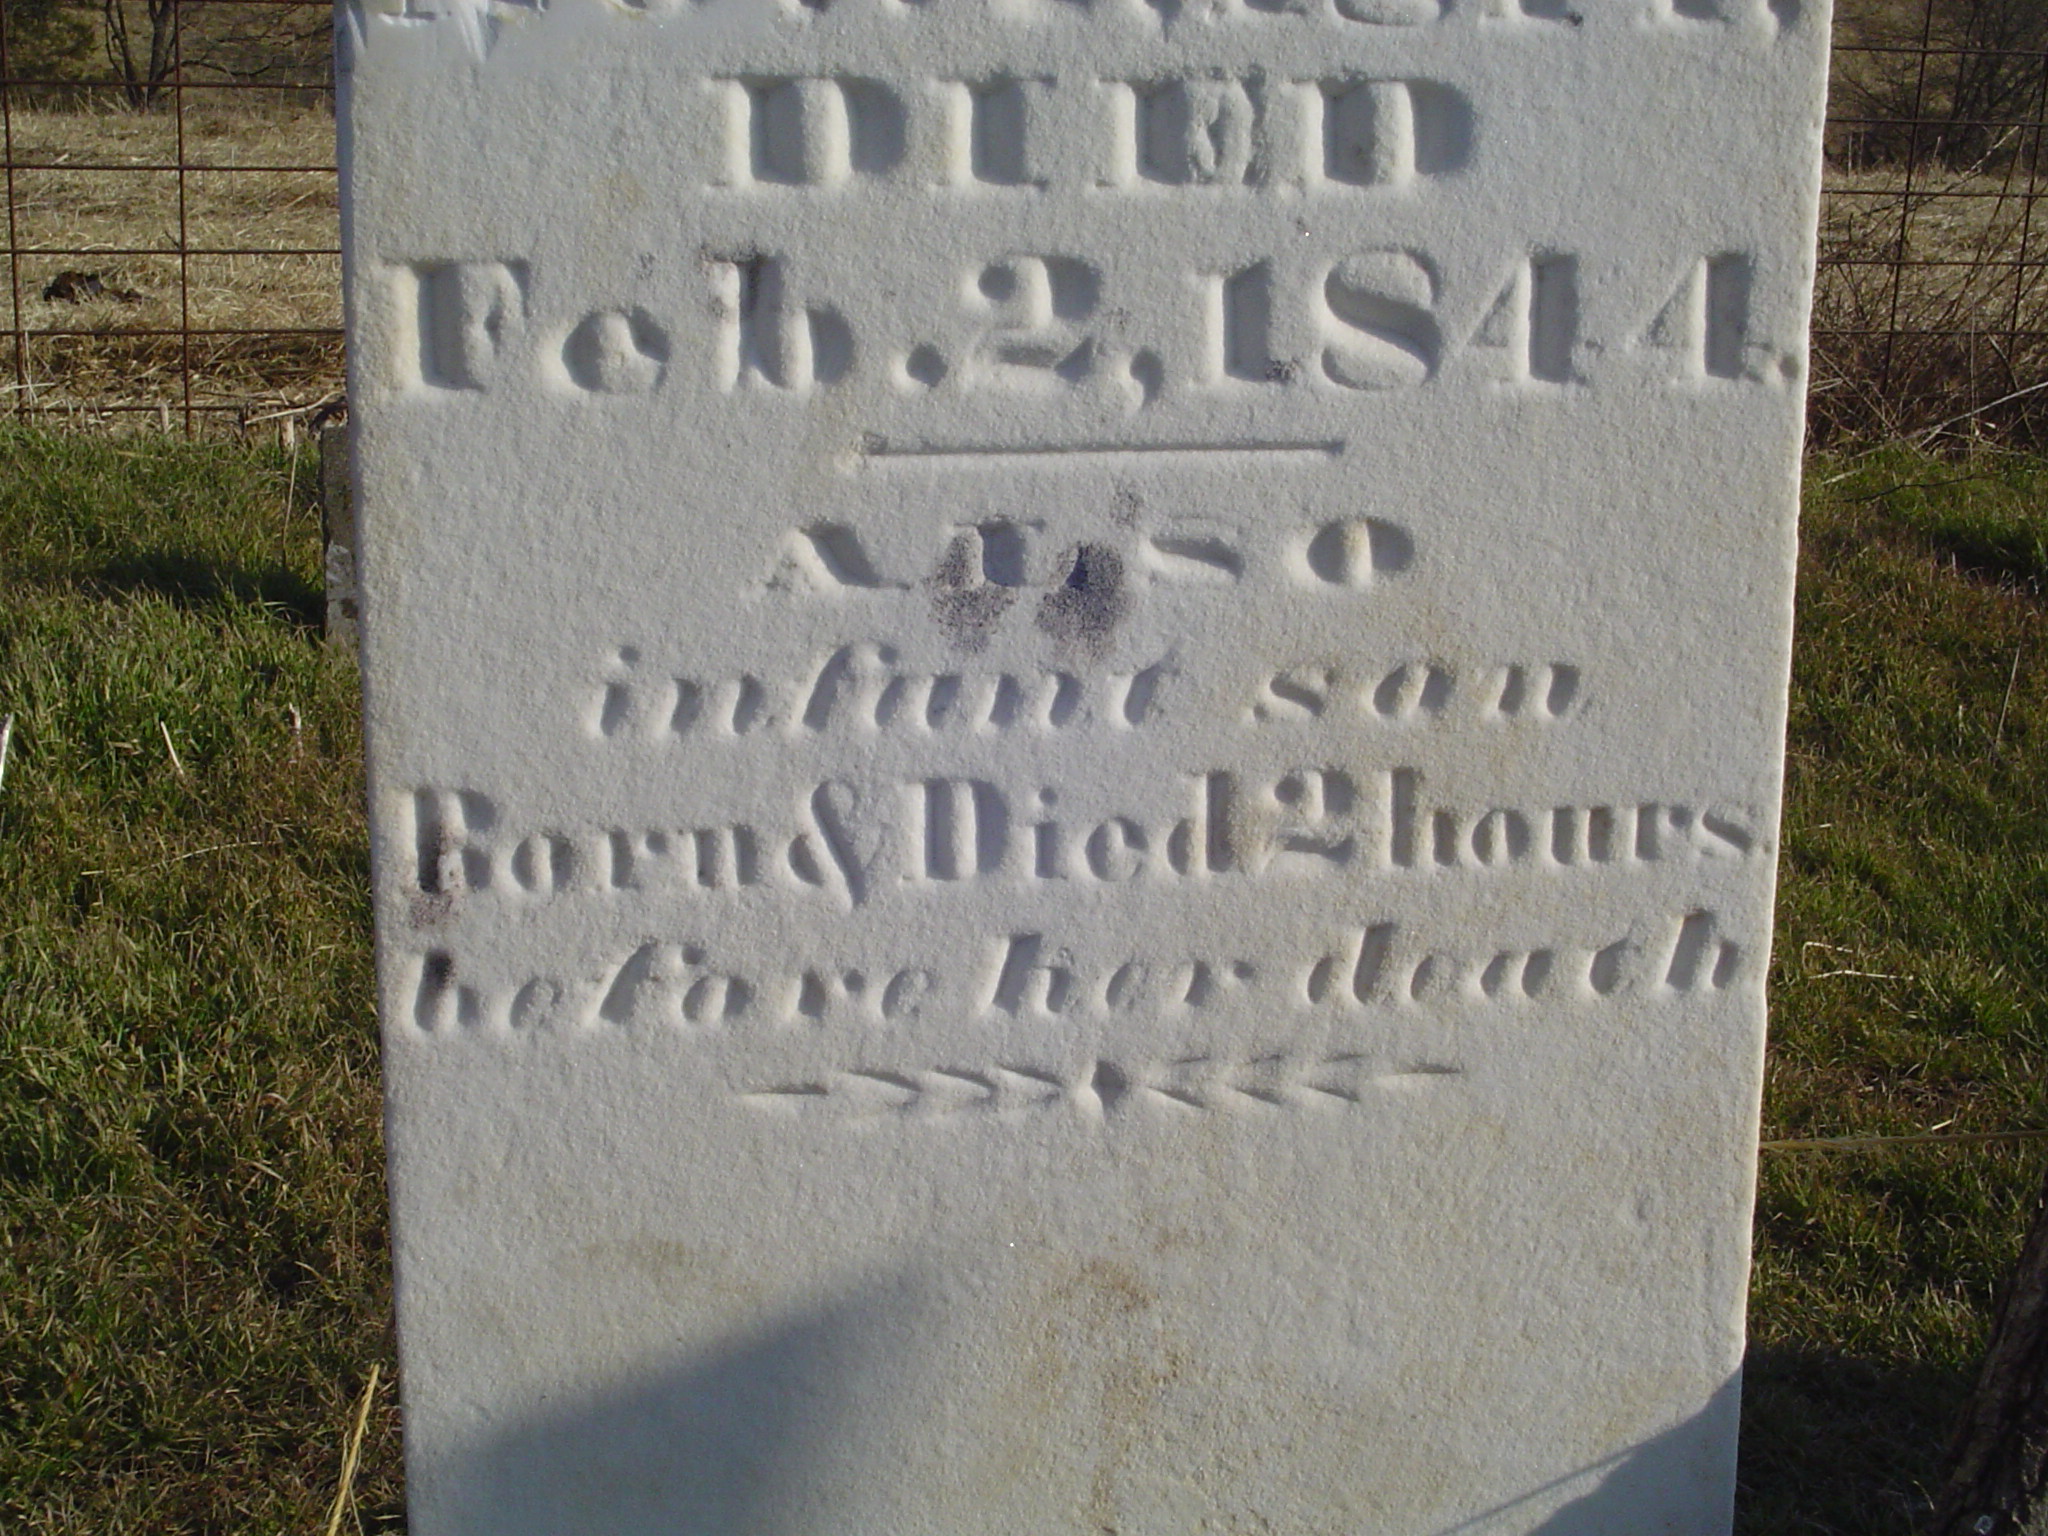 DIED
Feb. 2, 1844.
ALSO
infant son
Born & Died 2 hours
before her death